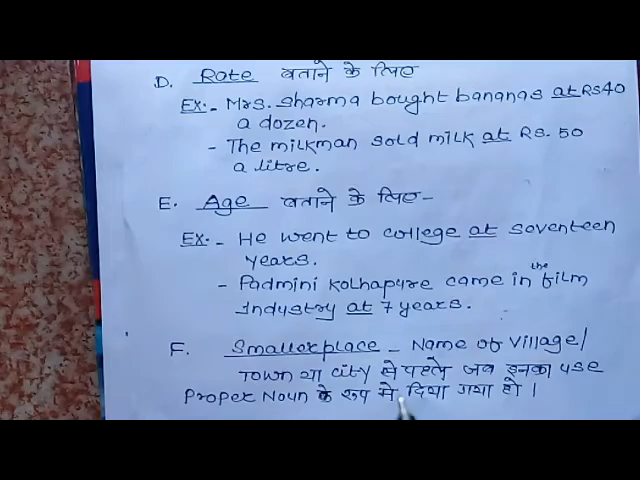 D. Rate बताने के लिए
EX:- Mrs. Sharma bought bananas at Rs 40
a dozen.
- The milkman sold milk at Rs. 50
a litre.
E. Age बताने के लिए-
EX:- He went to college at seventeen
years.
- Padmini Kolhapure came in the film
Industry at 7 years.
F. Smaller place - Name of Village/
Town या City से पहले जब इनका use
Proper Noun के रूप में दिया गया हो ।